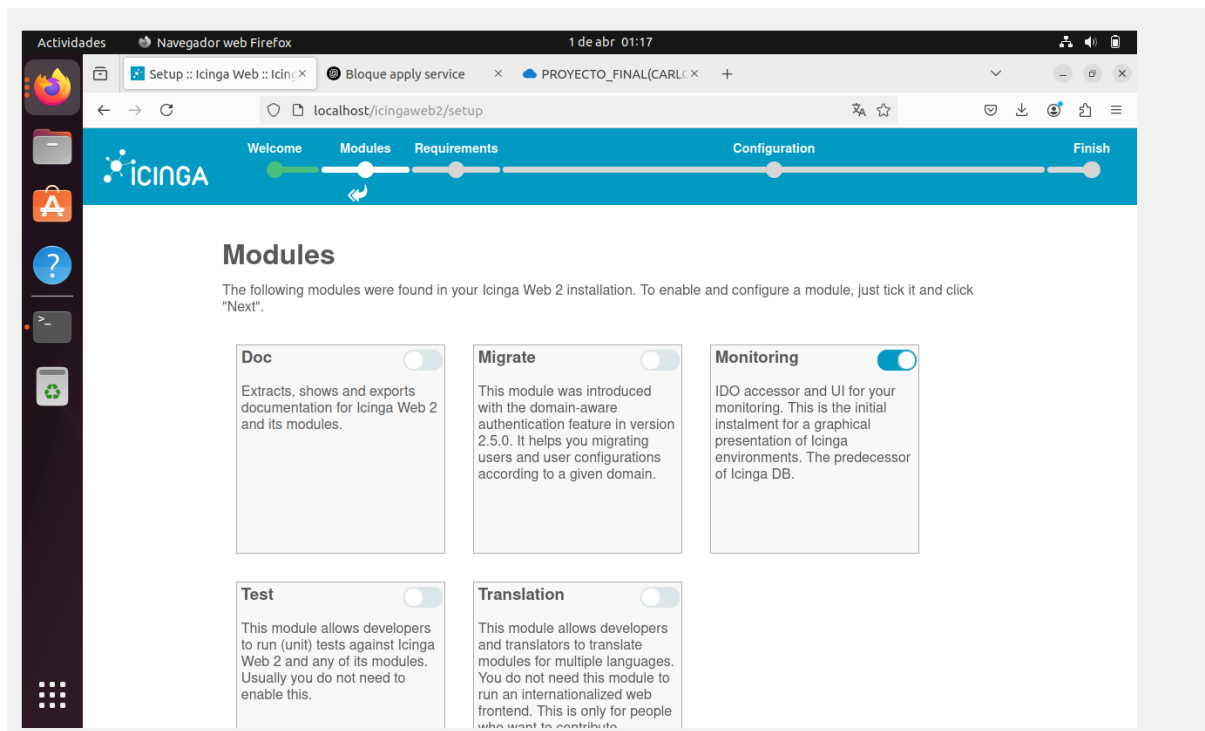 Actividades Navegador web Firefox 1 de abr 01:17
Setup :: Icinga Web :: Icin Bloque apply service PROYECTO_FINAL(CARLO
localhost/icingaweb2/setup
Welcome Modules Requirements Configuration Finish
ICINGA
Modules
The following modules were found in your Icinga Web 2 installation. To enable and configure a module, just tick it and click
"Next".
Doc
Extracts, shows and exports
documentation for Icinga Web 2
and its modules.
Migrate
This module was introduced
with the domain-aware
authentication feature in version
2.5.0. It helps you migrating
users and user configurations
according to a given domain.
Monitoring
IDO accessor and UI for your
monitoring. This is the initial
instalment for a graphical
presentation of Icinga
environments. The predecessor
of Icinga DB.
Test
This module allows developers
to run (unit) tests against Icinga
Web 2 and any of its modules.
Usually you do not need to
enable this.
Translation
This module allows developers
and translators to translate
modules for multiple languages.
You do not need this module to
run an internationalized web
frontend. This is only for people
who want to contribute